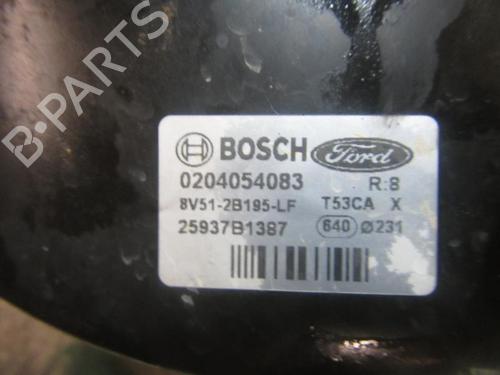 B-PARTS
BOSCH Ford
0204054083 R:8
8V51-2B195-LF T53CA X
25937B1387 640 Ø231